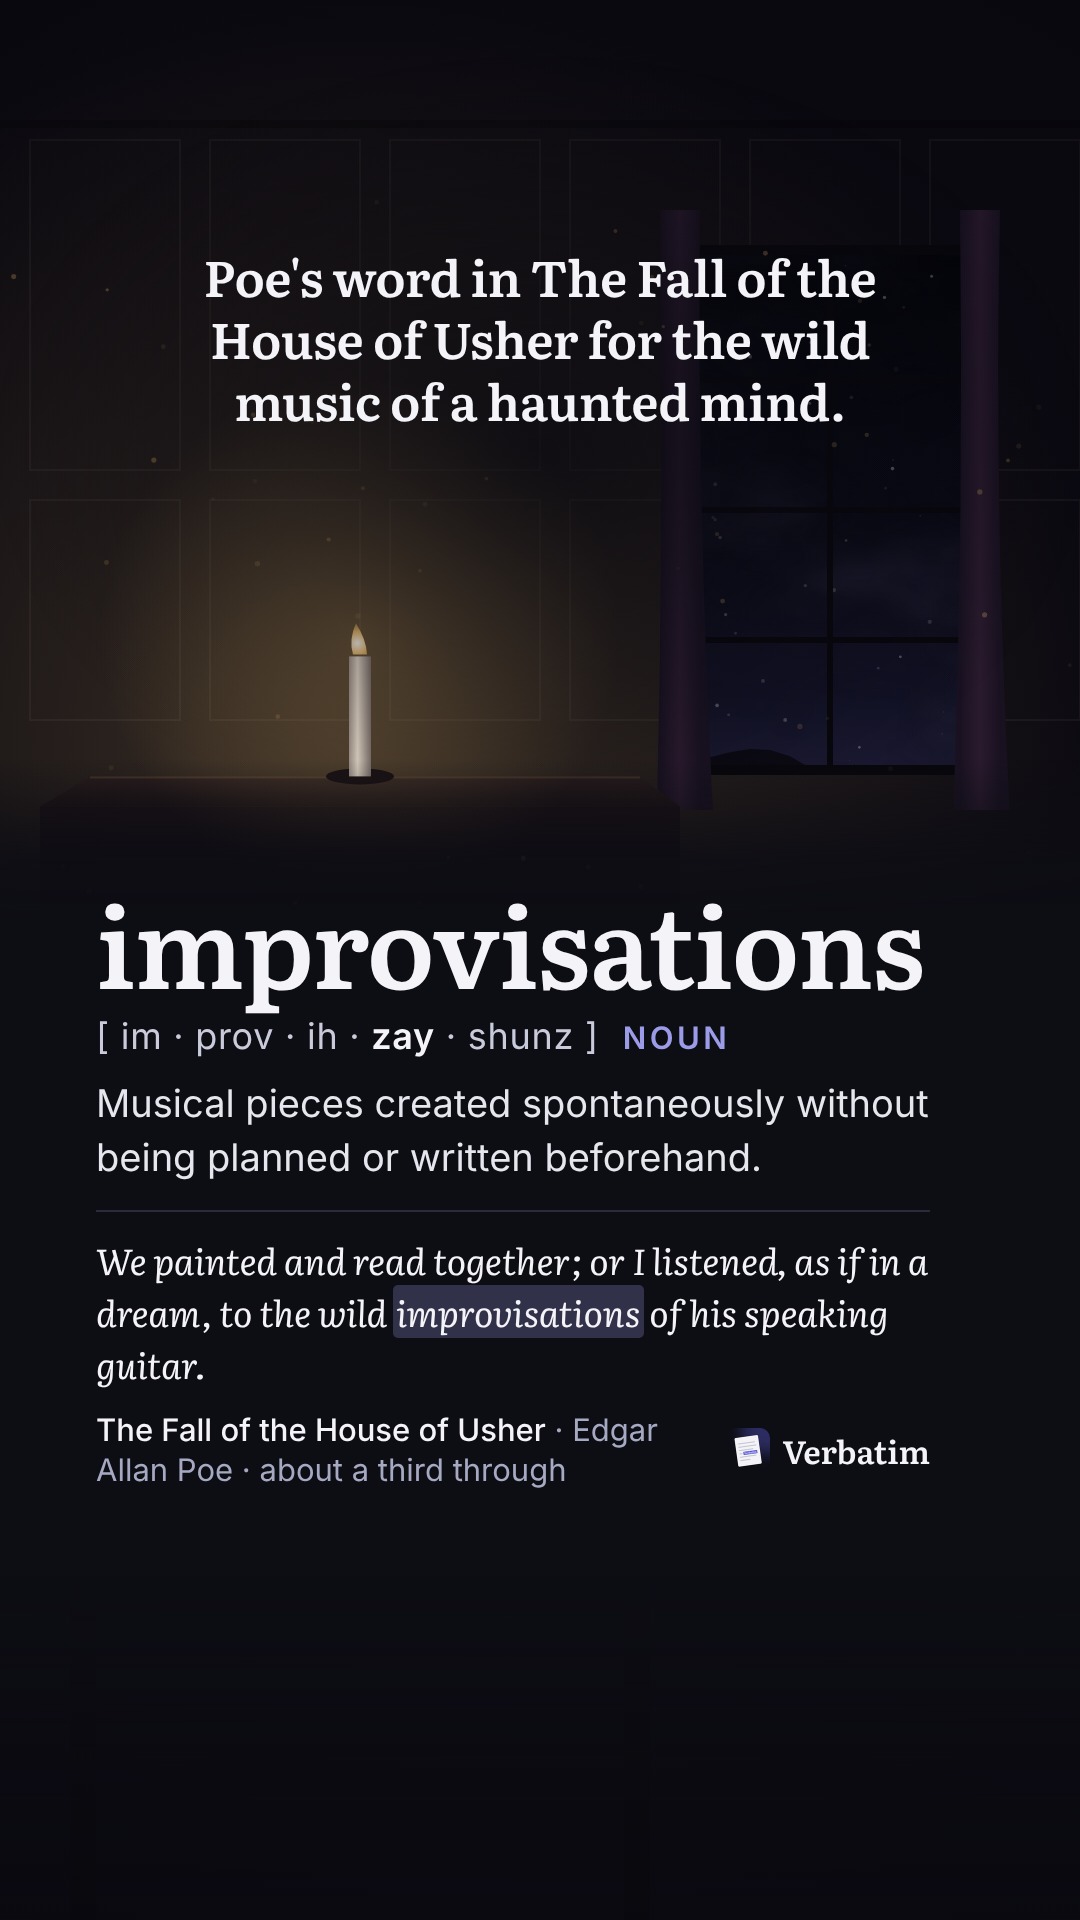 Poe's word in The Fall of the
House of Usher for the wild
music of a haunted mind.
improvisations
[ im · prov · ih · zay · shunz ] NOUN
Musical pieces created spontaneously without
being planned or written beforehand.
We painted and read together; or I listened, as if in a
dream, to the wild improvisations of his speaking
guitar.
The Fall of the House of Usher · Edgar
Allan Poe · about a third through
Verbatim